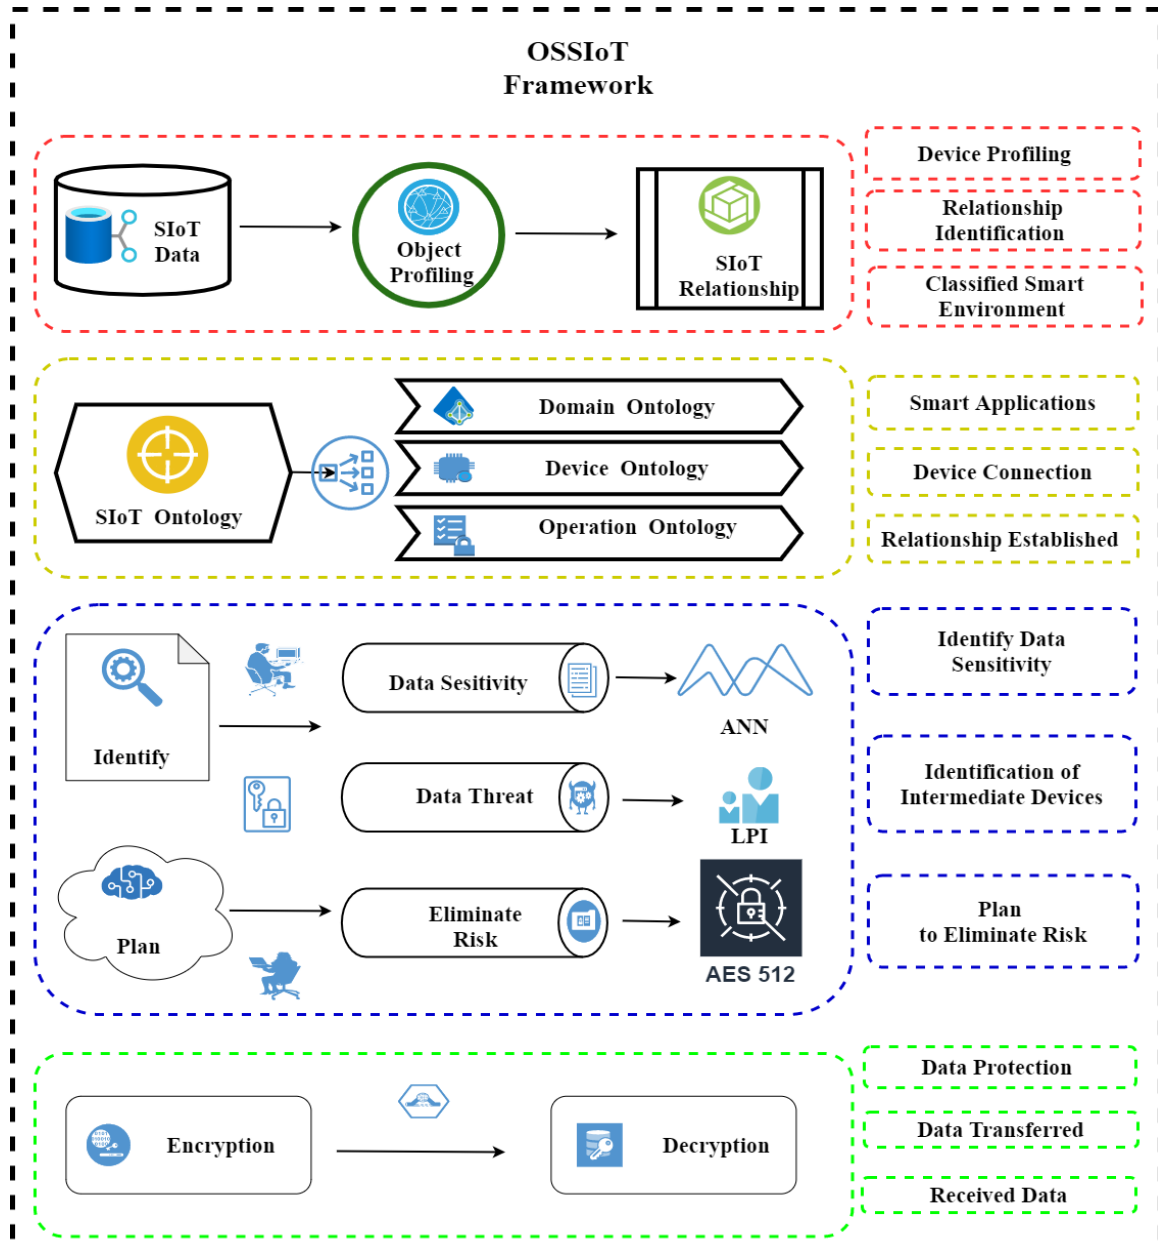 OSSIoT
Framework
SIoT
Data
Object
Profiling
SIoT
Relationship
Device Profiling
Relationship
Identification
Classified Smart
Environment
SIoT Ontology
Domain Ontology
Device Ontology
Operation Ontology
Smart Applications
Device Connection
Relationship Established
Identify
Data Sesitivity
ANN
Data Threat
LPI
Plan
Eliminate
Risk
AES 512
Identify Data
Sensitivity
Identification of
Intermediate Devices
Plan
to Eliminate Risk
Encryption
Decryption
Data Protection
Data Transferred
Received Data